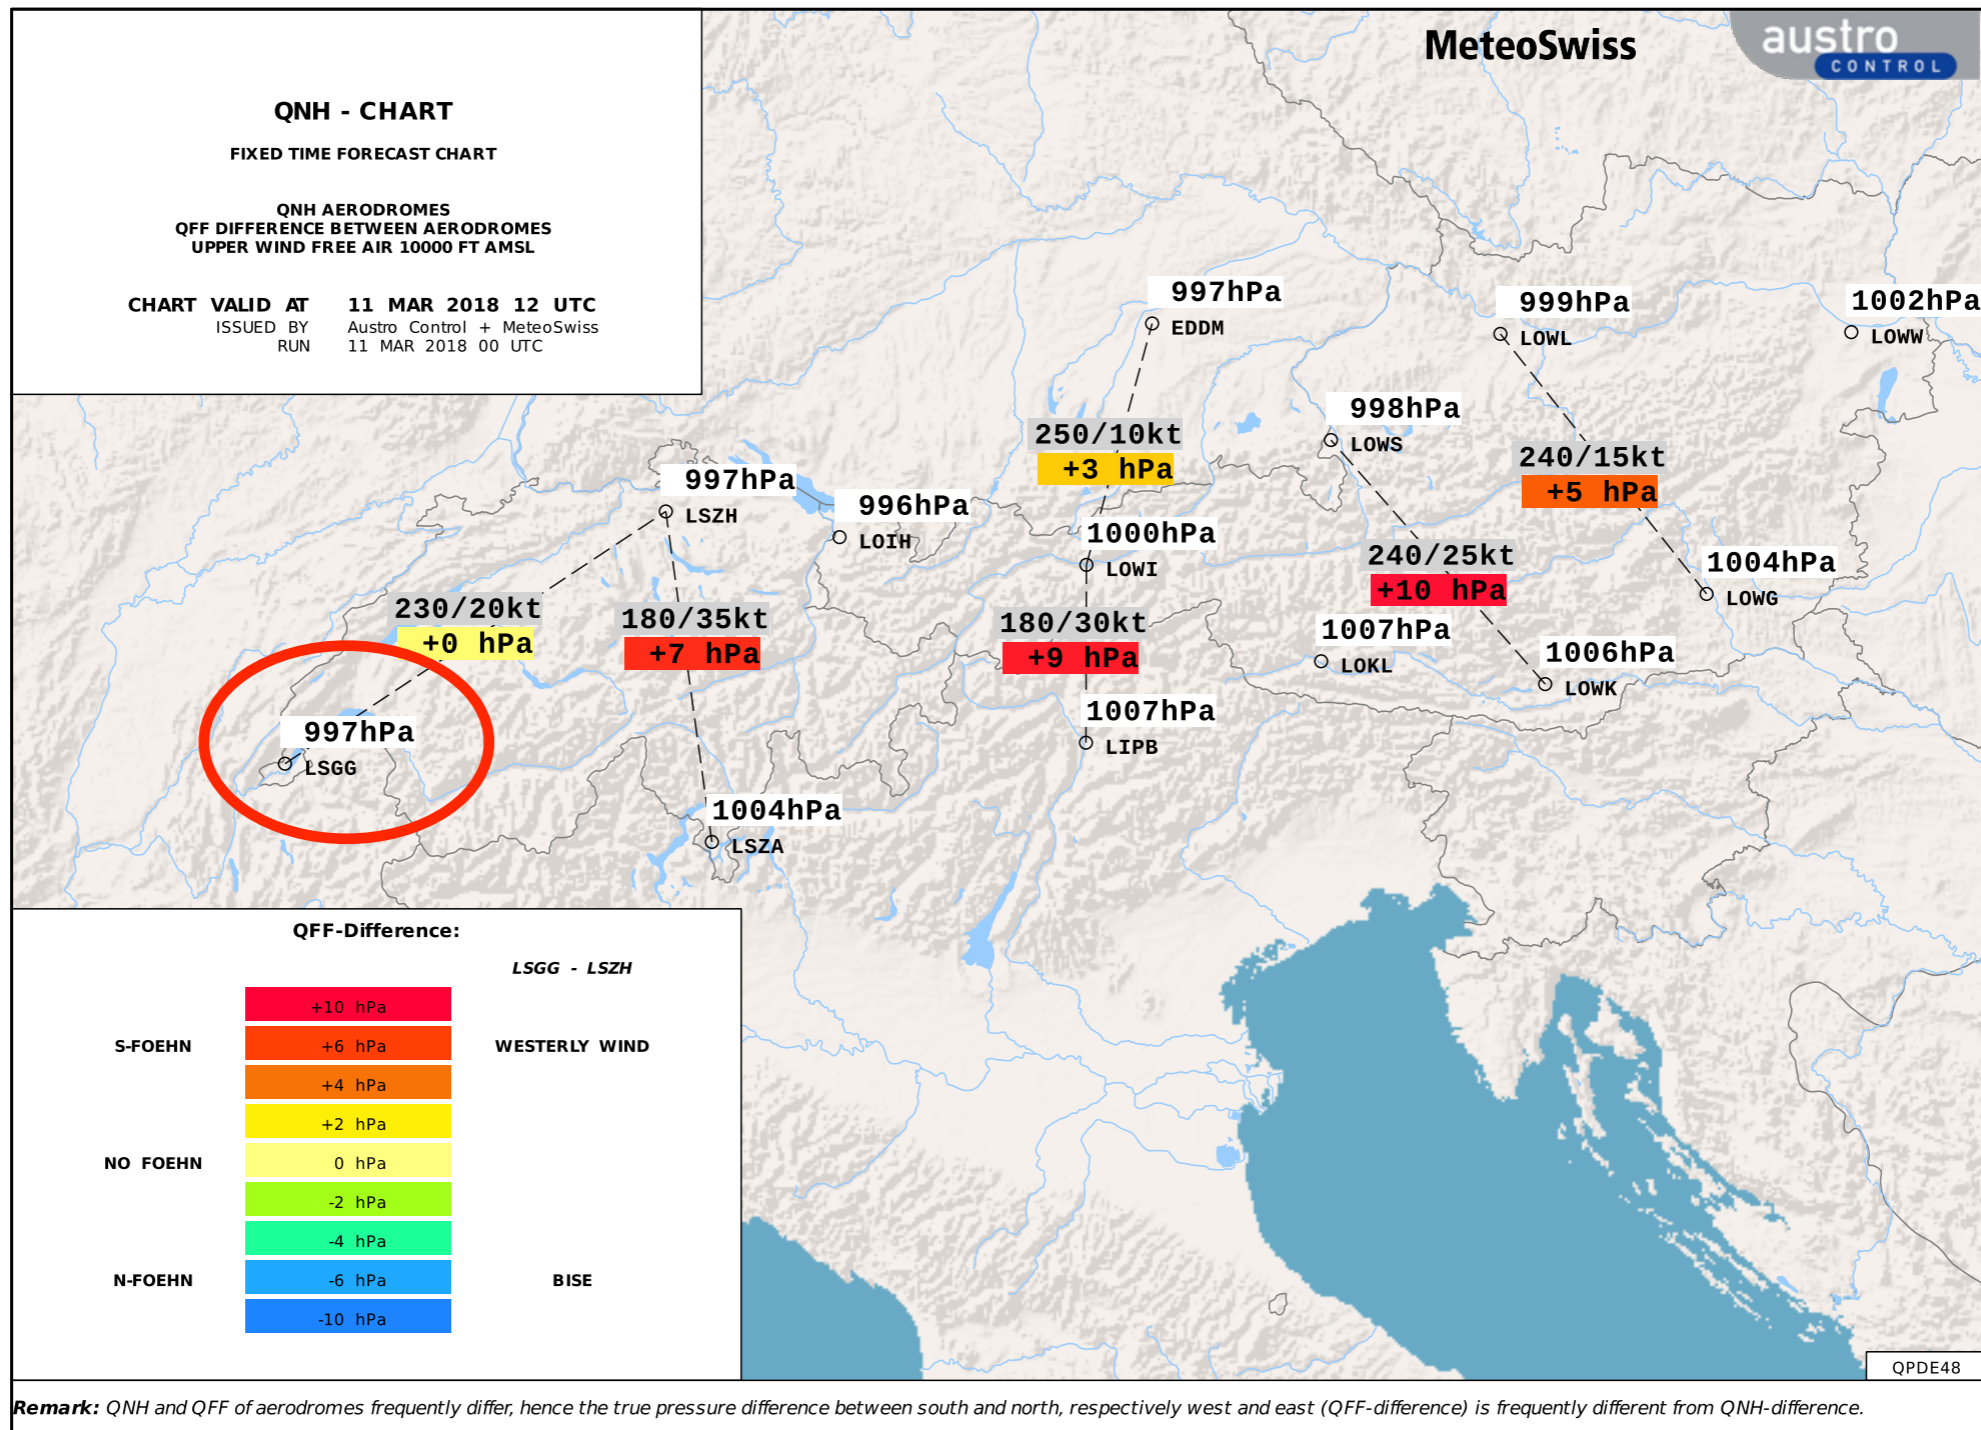 MeteoSwiss
austro
CONTROL
QNH - CHART
FIXED TIME FORECAST CHART
QNH AERODROMES
QFF DIFFERENCE BETWEEN AERODROMES
UPPER WIND FREE AIR 10000 FT AMSL
CHART VALID AT 11 MAR 2018 12 UTC
ISSUED BY Austro Control + MeteoSwiss
RUN 11 MAR 2018 00 UTC
997hPa
EDDM
999hPa
LOWL
1002hPa
LOWW
998hPa
LOWS
250/10kt
+3 hPa
240/15kt
+5 hPa
997hPa
LSZH
996hPa
LOIH
1000hPa
LOWI
240/25kt
+10 hPa
1004hPa
LOWG
230/20kt
+0 hPa
180/35kt
+7 hPa
180/30kt
+9 hPa
1007hPa
LOKL
1006hPa
LOWK
997hPa
LSGG
1007hPa
LIPB
1004hPa
LSZA
QFF-Difference:
LSGG - LSZH
+10 hPa
S-FOEHN +6 hPa WESTERLY WIND
+4 hPa
+2 hPa
NO FOEHN 0 hPa
-2 hPa
-4 hPa
N-FOEHN -6 hPa BISE
-10 hPa
QPDE48
Remark: QNH and QFF of aerodromes frequently differ, hence the true pressure difference between south and north, respectively west and east (QFF-difference) is frequently different from QNH-difference.